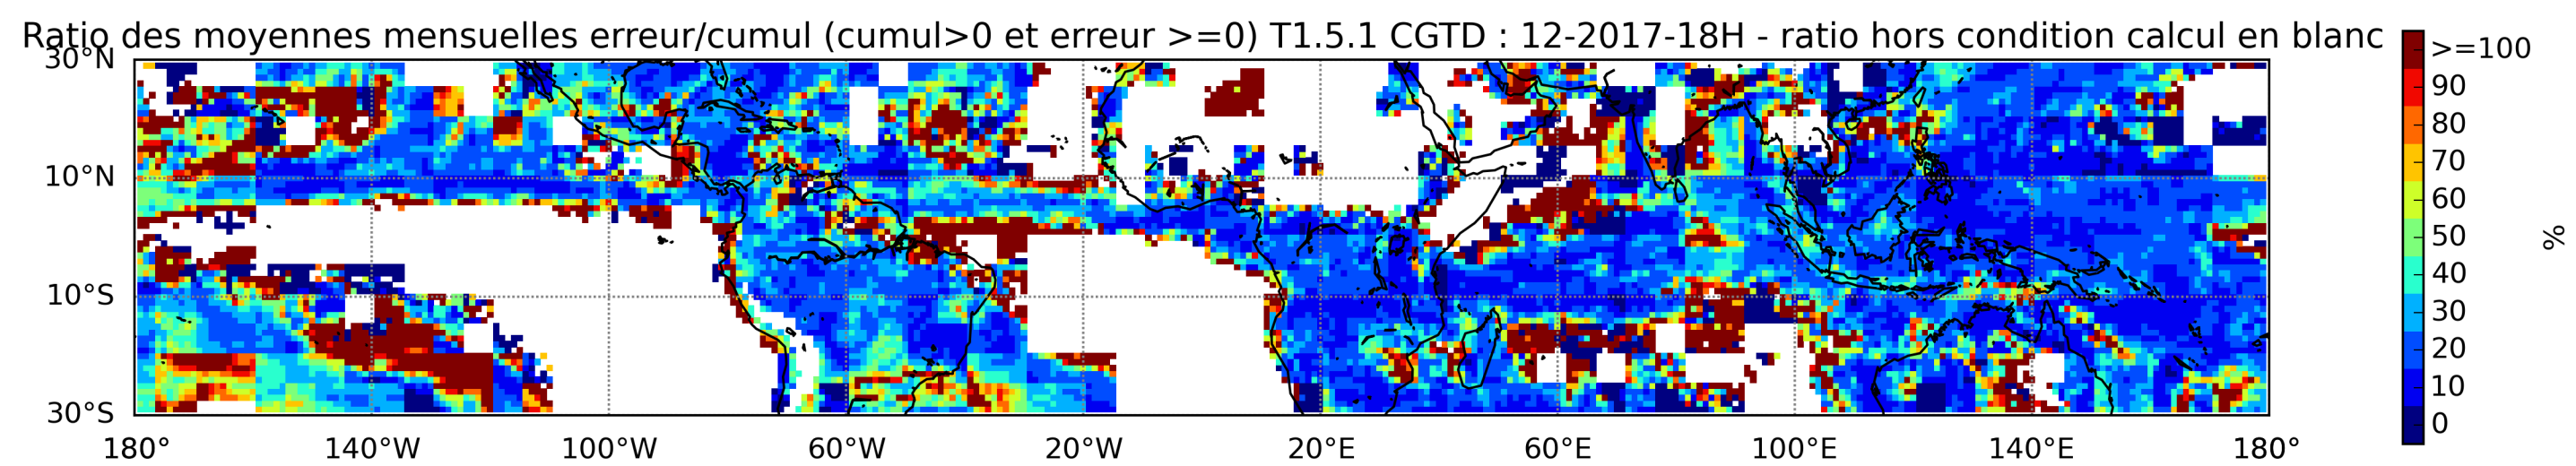 Ratio des moyennes mensuelles erreur/cumul (cumul>0 et erreur >=0) T1.5.1 CGTD : 12-2017-18H - ratio hors condition calcul en blanc
30°N
10°N
10°S
30°S
180° 140°W 100°W 60°W 20°W 20°E 60°E 100°E 140°E 180°
>=100
90
80
70
60
50
40
30
20
10
0
%